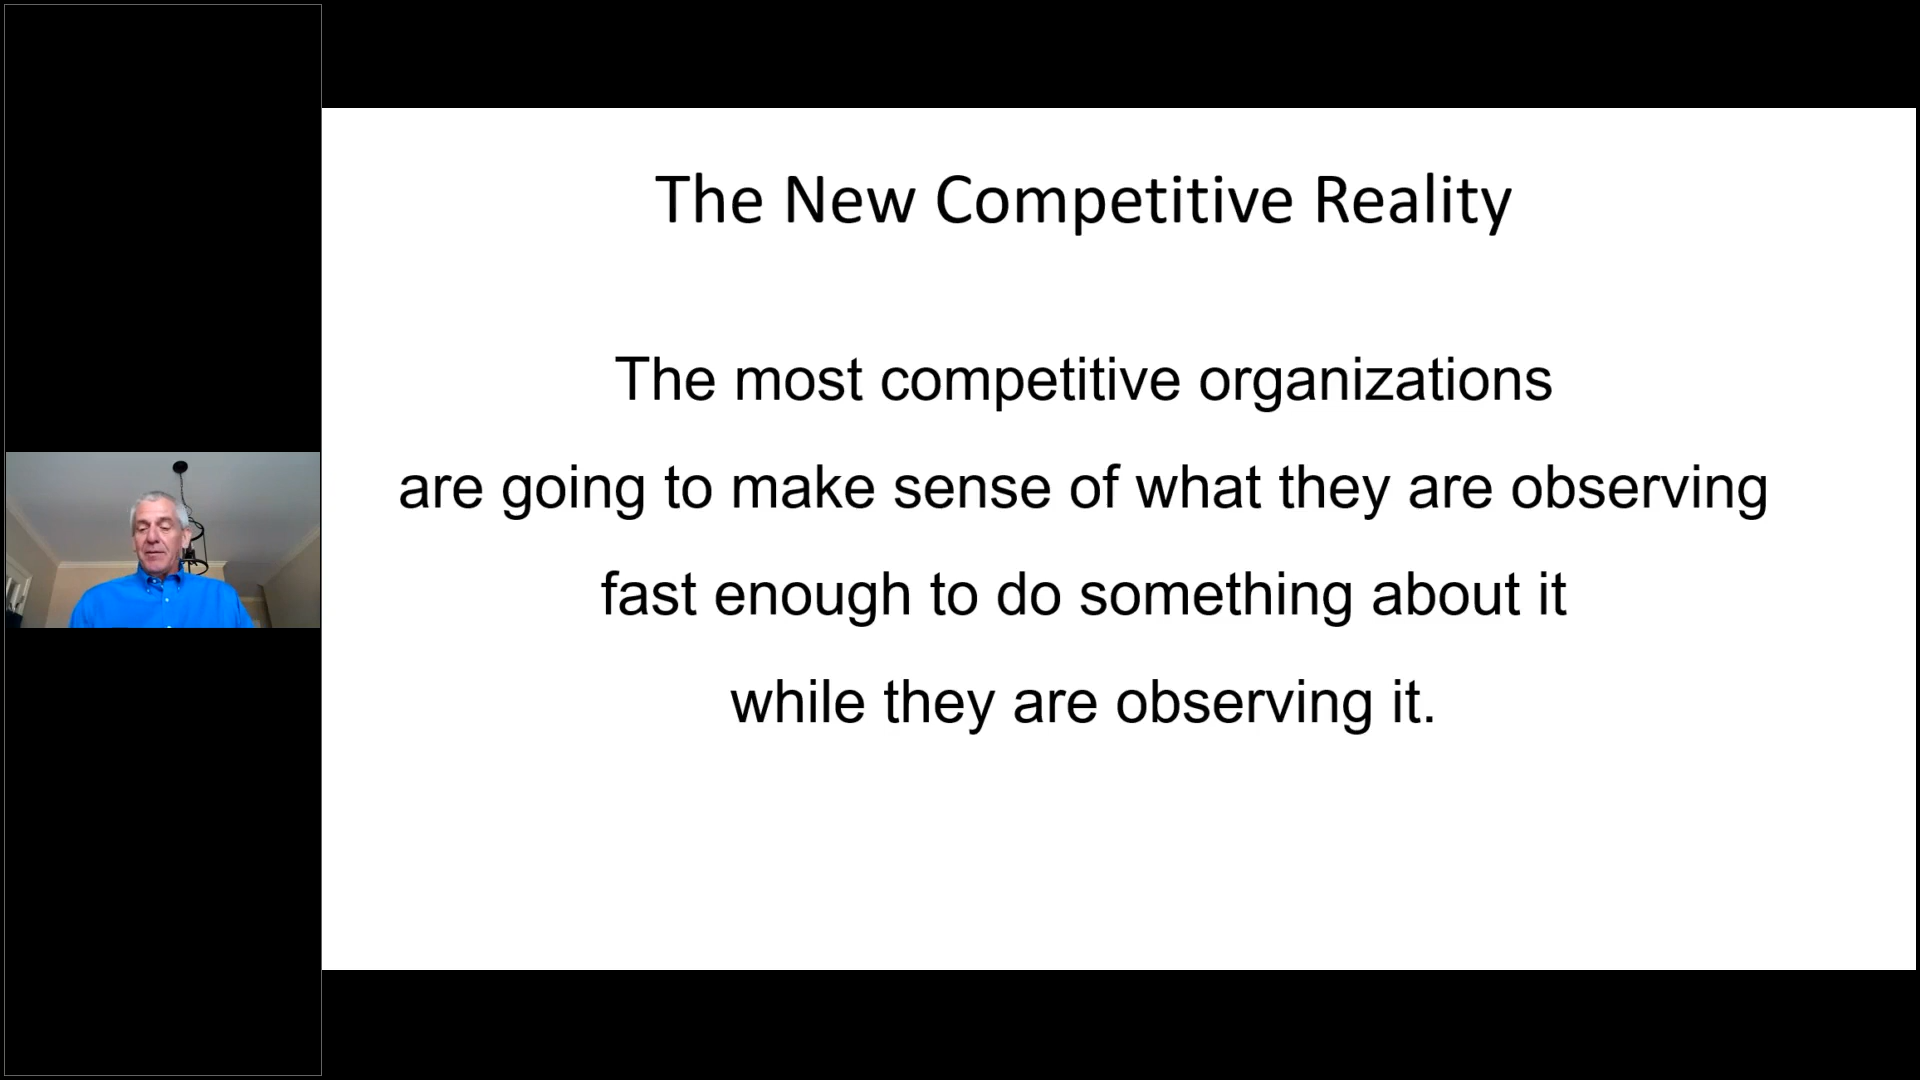 The New Competitive Reality
The most competitive organizations
are going to make sense of what they are observing
fast enough to do something about it
while they are observing it.